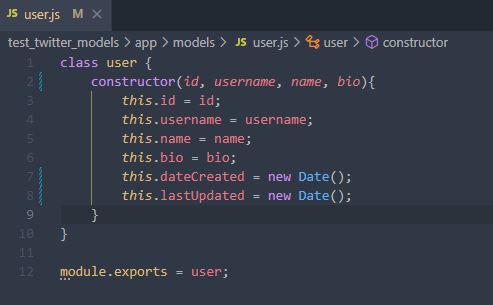 JS user.js M ×
test_twitter_models > app > models > JS user.js > user > constructor
1 class user {
2     constructor(id, username, name, bio){
3         this.id = id;
4         this.username = username;
5         this.name = name;
6         this.bio = bio;
7         this.dateCreated = new Date();
8         this.lastUpdated = new Date();
9     }
10 }
11
12 module.exports = user;